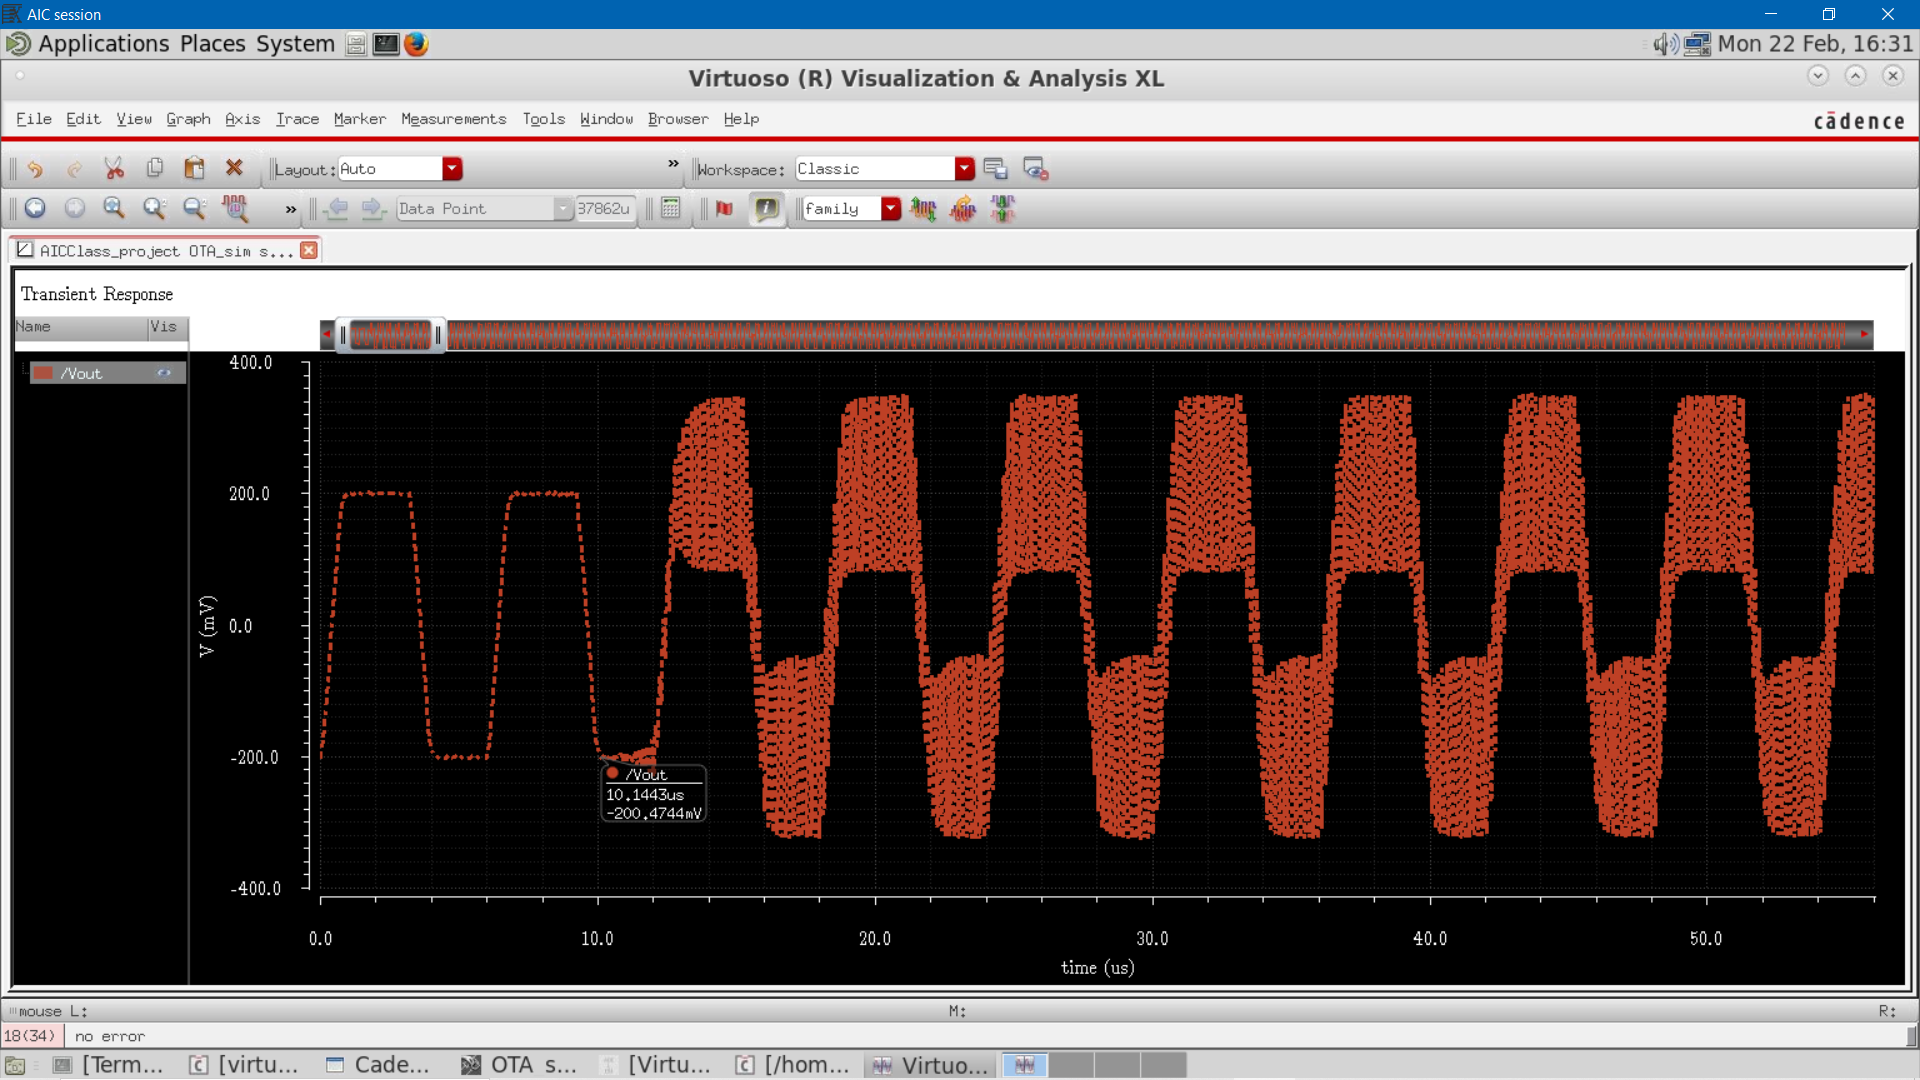 AIC session
Applications Places System
Mon 22 Feb, 16:31
Virtuoso (R) Visualization & Analysis XL
File Edit View Graph Axis Trace Marker Measurements Tools Window Browser Help
cādence
Layout: Auto
»
Workspace: Classic
»
Data Point
37862u
family
AICClass_project OTA_sim s...
Transient Response
Name Vis
/Vout
400.0
200.0
0.0
-200.0
-400.0
V (mV)
/Vout
10.1443us
-200.4744mV
0.0 10.0 20.0 30.0 40.0 50.0
time (us)
mouse L: M: R:
18(34) no error
[Term... [virtu... Cade... OTA s... [Virtu... [/hom... Virtuo...